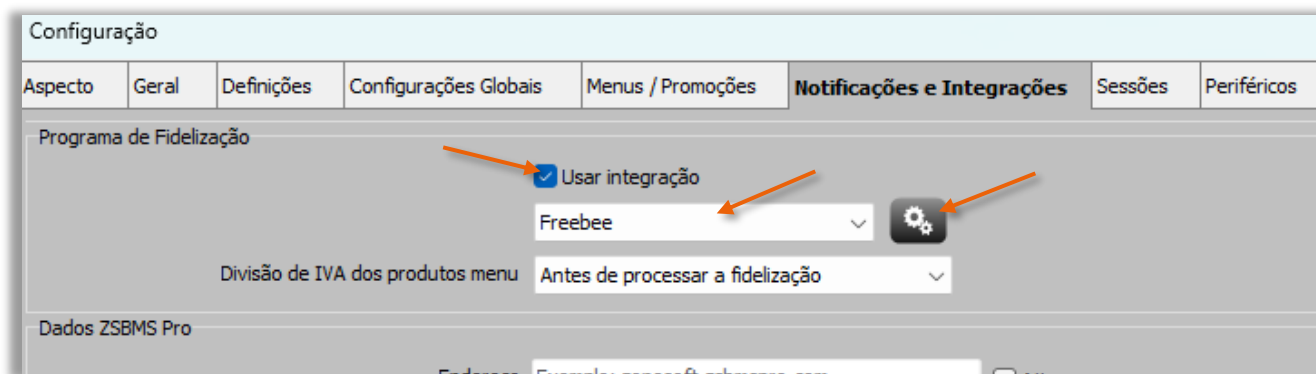 Configuração
Aspecto Geral Definições Configurações Globais Menus / Promoções Notificações e Integrações Sessões Periféricos
Programa de Fidelização
Usar integração
Freebee
Divisão de IVA dos produtos menu Antes de processar a fidelização
Dados ZSBMS Pro